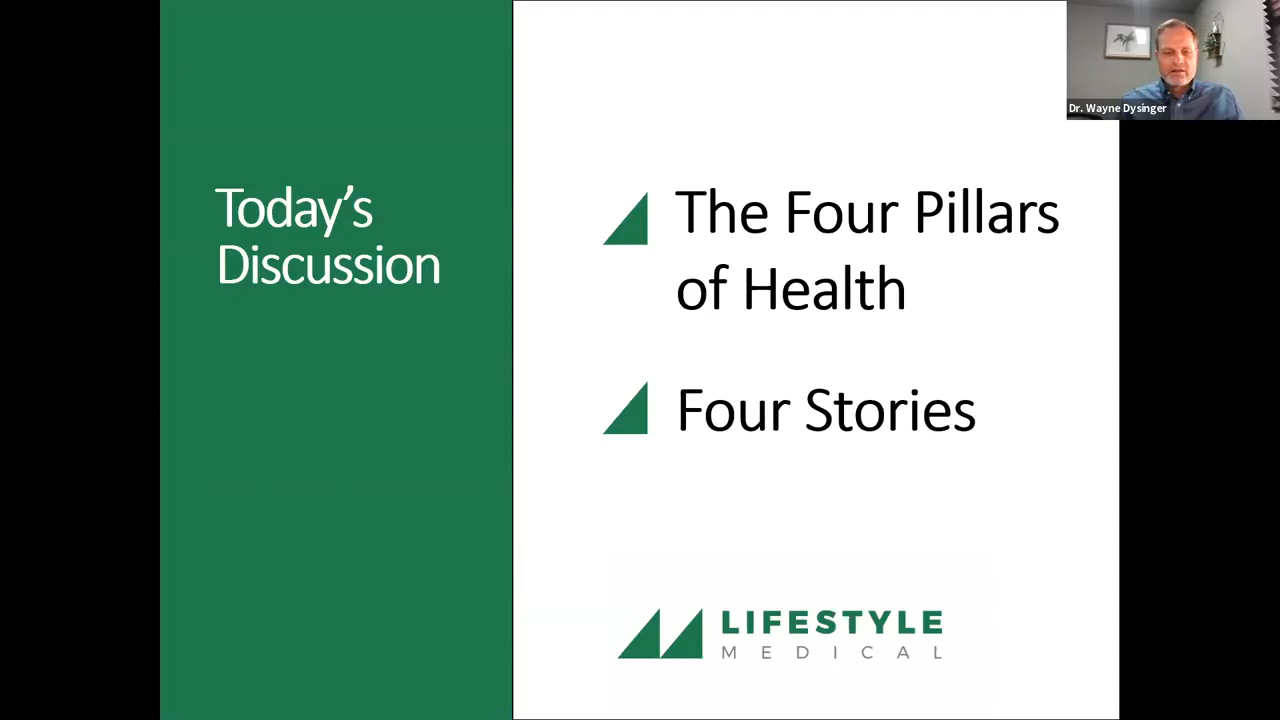 Dr. Wayne Dysinger
Today’s
Discussion
The Four Pillars
of Health
Four Stories
LIFESTYLE
MEDICAL